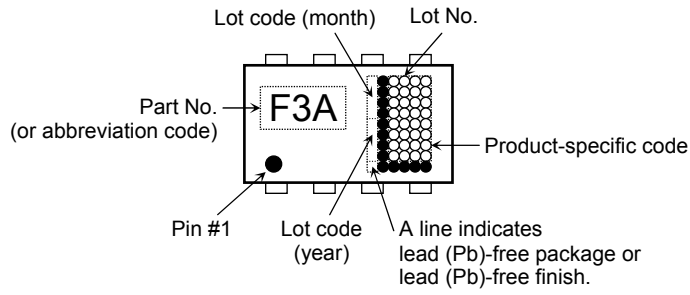 Lot code (month)
Lot No.
Part No.
(or abbreviation code)
F3A
Product-specific code
Pin #1
Lot code
(year)
A line indicates
lead (Pb)-free package or
lead (Pb)-free finish.